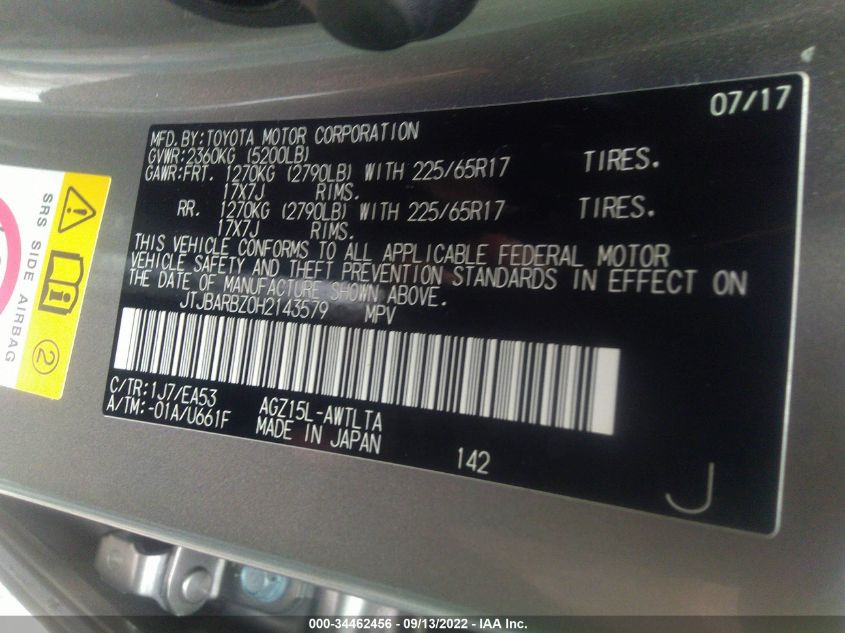 07/17
MFD.BY:TOYOTA MOTOR CORPORATION
GVWR:2360KG (5200LB)
GAWR:FRT. 1270KG (2790LB) WITH 225/65R17 TIRES.
17X7J RIMS.
RR. 1270KG (2790LB) WITH 225/65R17 TIRES.
17X7J RIMS.
THIS VEHICLE CONFORMS TO ALL APPLICABLE FEDERAL MOTOR
VEHICLE SAFETY AND THEFT PREVENTION STANDARDS IN EFFECT ON
THE DATE OF MANUFACTURE SHOWN ABOVE.
JTJBARBZ0H2143579 MPV
C/TR:1J7/EA53
A/TM:-01A/U661F
AGZ15L-AWTLTA
MADE IN JAPAN
142
J
SRS SIDE AIRBAG
2
000-34462456 - 09/13/2022 - IAA Inc.